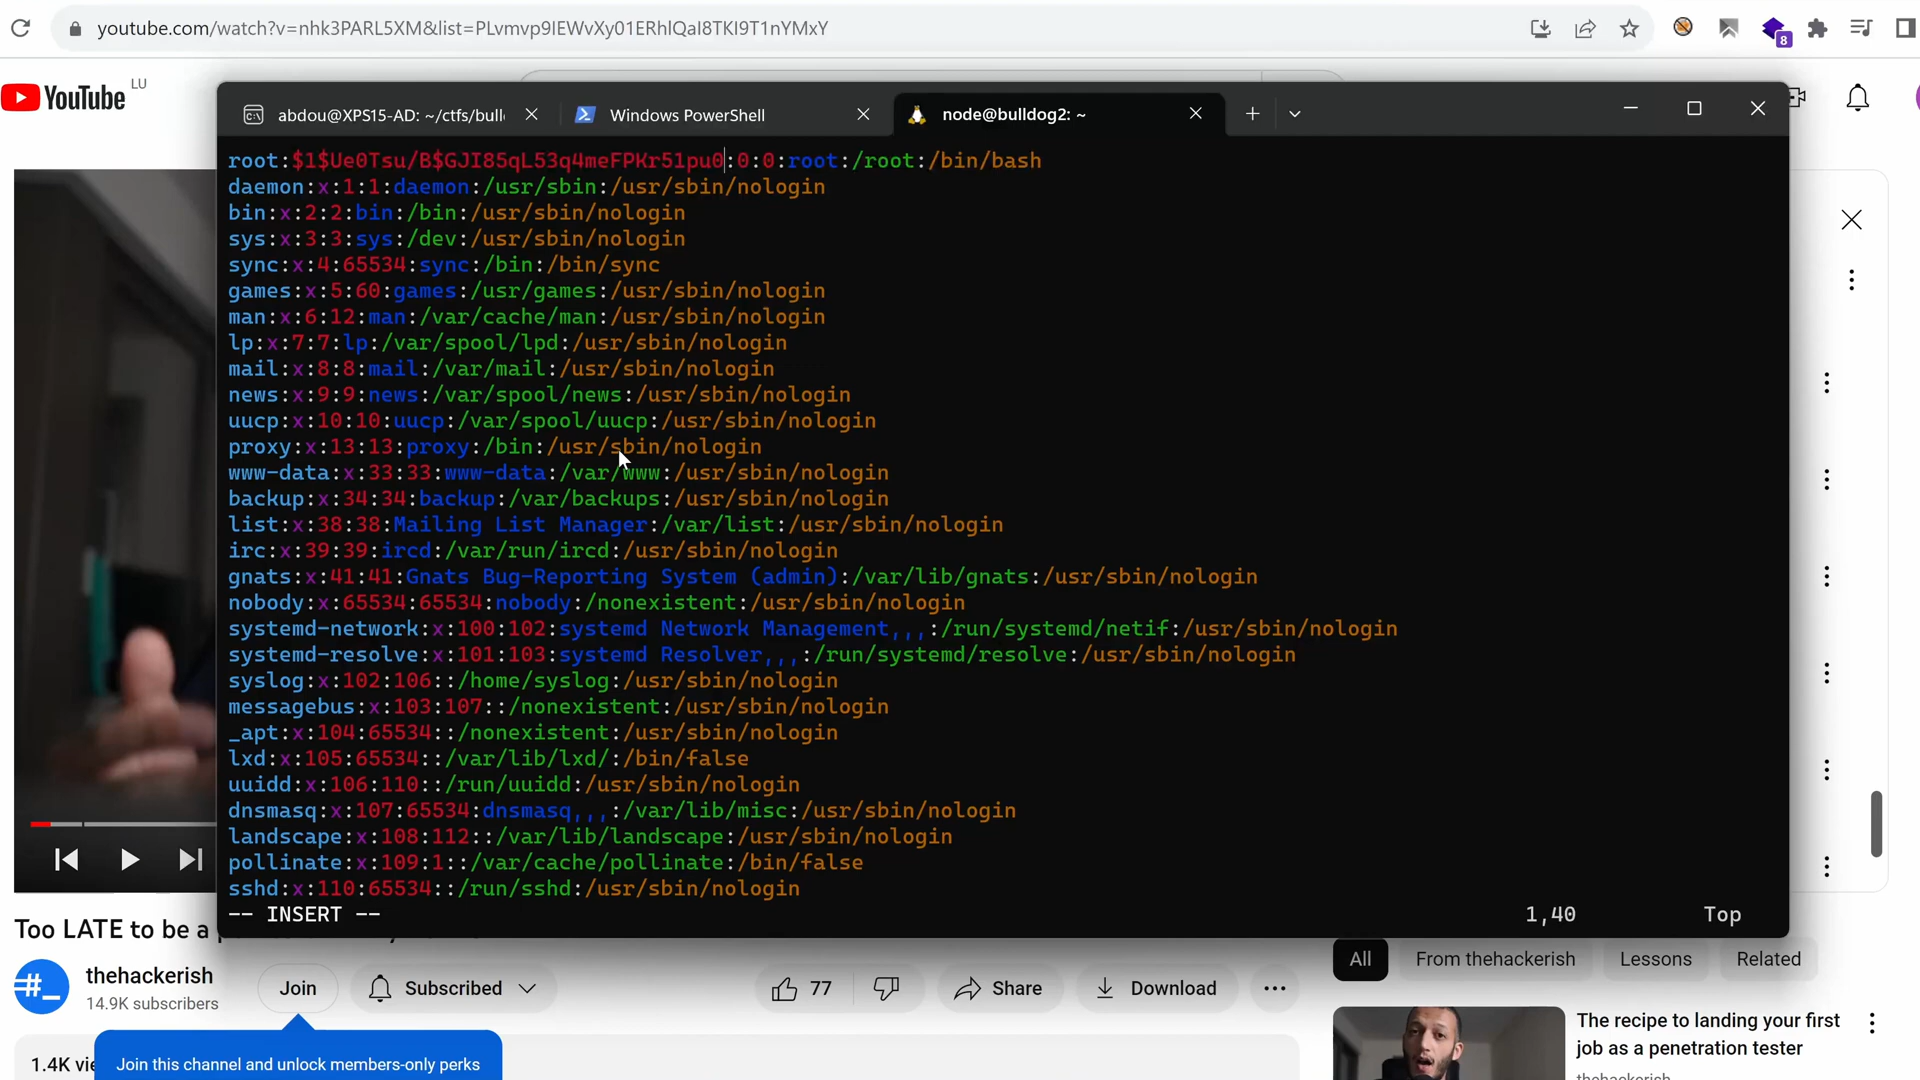 youtube.com/watch?v=nhk3PARL5XM&list=PLvmvp9IEWvXy01ERhlQaI8TKI9T1nYMxY
8
YouTube LU
abdou@XPS15-AD: ~/ctfs/bull
Windows PowerShell
node@bulldog2: ~
root:$1$Ue0Tsu/B$GJI85qL53q4meFPKr51pu0:0:0:root:/root:/bin/bash
daemon:x:1:1:daemon:/usr/sbin:/usr/sbin/nologin
bin:x:2:2:bin:/bin:/usr/sbin/nologin
sys:x:3:3:sys:/dev:/usr/sbin/nologin
sync:x:4:65534:sync:/bin:/bin/sync
games:x:5:60:games:/usr/games:/usr/sbin/nologin
man:x:6:12:man:/var/cache/man:/usr/sbin/nologin
lp:x:7:7:lp:/var/spool/lpd:/usr/sbin/nologin
mail:x:8:8:mail:/var/mail:/usr/sbin/nologin
news:x:9:9:news:/var/spool/news:/usr/sbin/nologin
uucp:x:10:10:uucp:/var/spool/uucp:/usr/sbin/nologin
proxy:x:13:13:proxy:/bin:/usr/sbin/nologin
www-data:x:33:33:www-data:/var/www:/usr/sbin/nologin
backup:x:34:34:backup:/var/backups:/usr/sbin/nologin
list:x:38:38:Mailing List Manager:/var/list:/usr/sbin/nologin
irc:x:39:39:ircd:/var/run/ircd:/usr/sbin/nologin
gnats:x:41:41:Gnats Bug-Reporting System (admin):/var/lib/gnats:/usr/sbin/nologin
nobody:x:65534:65534:nobody:/nonexistent:/usr/sbin/nologin
systemd-network:x:100:102:systemd Network Management,,,:/run/systemd/netif:/usr/sbin/nologin
systemd-resolve:x:101:103:systemd Resolver,,,:/run/systemd/resolve:/usr/sbin/nologin
syslog:x:102:106::/home/syslog:/usr/sbin/nologin
messagebus:x:103:107::/nonexistent:/usr/sbin/nologin
_apt:x:104:65534::/nonexistent:/usr/sbin/nologin
lxd:x:105:65534::/var/lib/lxd/:/bin/false
uuidd:x:106:110::/run/uuidd:/usr/sbin/nologin
dnsmasq:x:107:65534:dnsmasq,,,:/var/lib/misc:/usr/sbin/nologin
landscape:x:108:112::/var/lib/landscape:/usr/sbin/nologin
pollinate:x:109:1::/var/cache/pollinate:/bin/false
sshd:x:110:65534::/run/sshd:/usr/sbin/nologin
-- INSERT -- 1,40 Top
Too LATE to be a
thehackerish
14.9K subscribers
Join
Subscribed
77
Share
Download
All
From thehackerish
Lessons
Related
1.4K
Join this channel and unlock members-only perks
The recipe to landing your first
job as a penetration tester
thehackerish